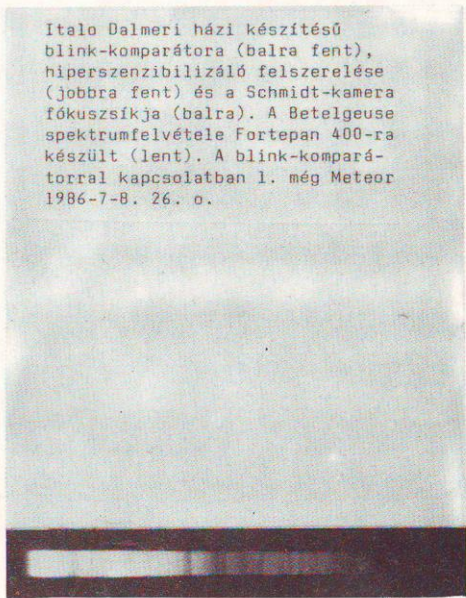 Italo Dalmeri házi készítésű
blink-komparátora (balra fent),
hiperszenzibilizáló felszerelése
(jobbra fent) és a Schmidt-kamera
fókuszsíkja (balra). A Betelgeuse
spektrumfelvétele Fortepan 400-ra
készült (lent). A blink-kompará-
torral kapcsolatban l. még Meteor
1986-7-8. 26. o.